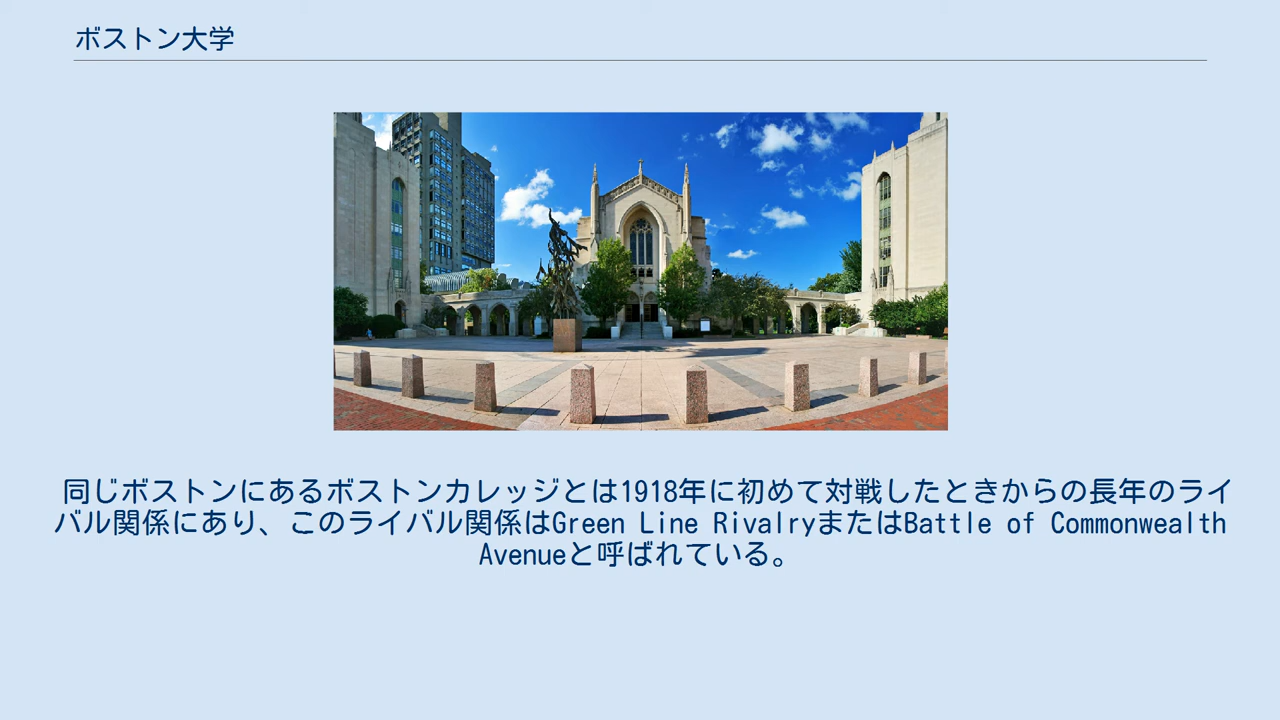 ボストン大学
同じボストンにあるボストンカレッジとは1918年に初めて対戦したときからの長年のライ
バル関係にあり、このライバル関係はGreen Line RivalryまたはBattle of Commonwealth
Avenueと呼ばれている。